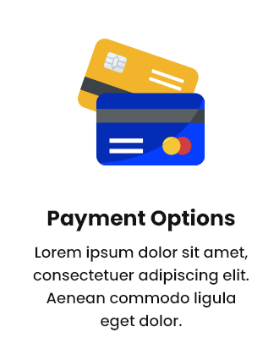 Payment Options
Lorem ipsum dolor sit amet,
consectetuer adipiscing elit.
Aenean commodo ligula
eget dolor.